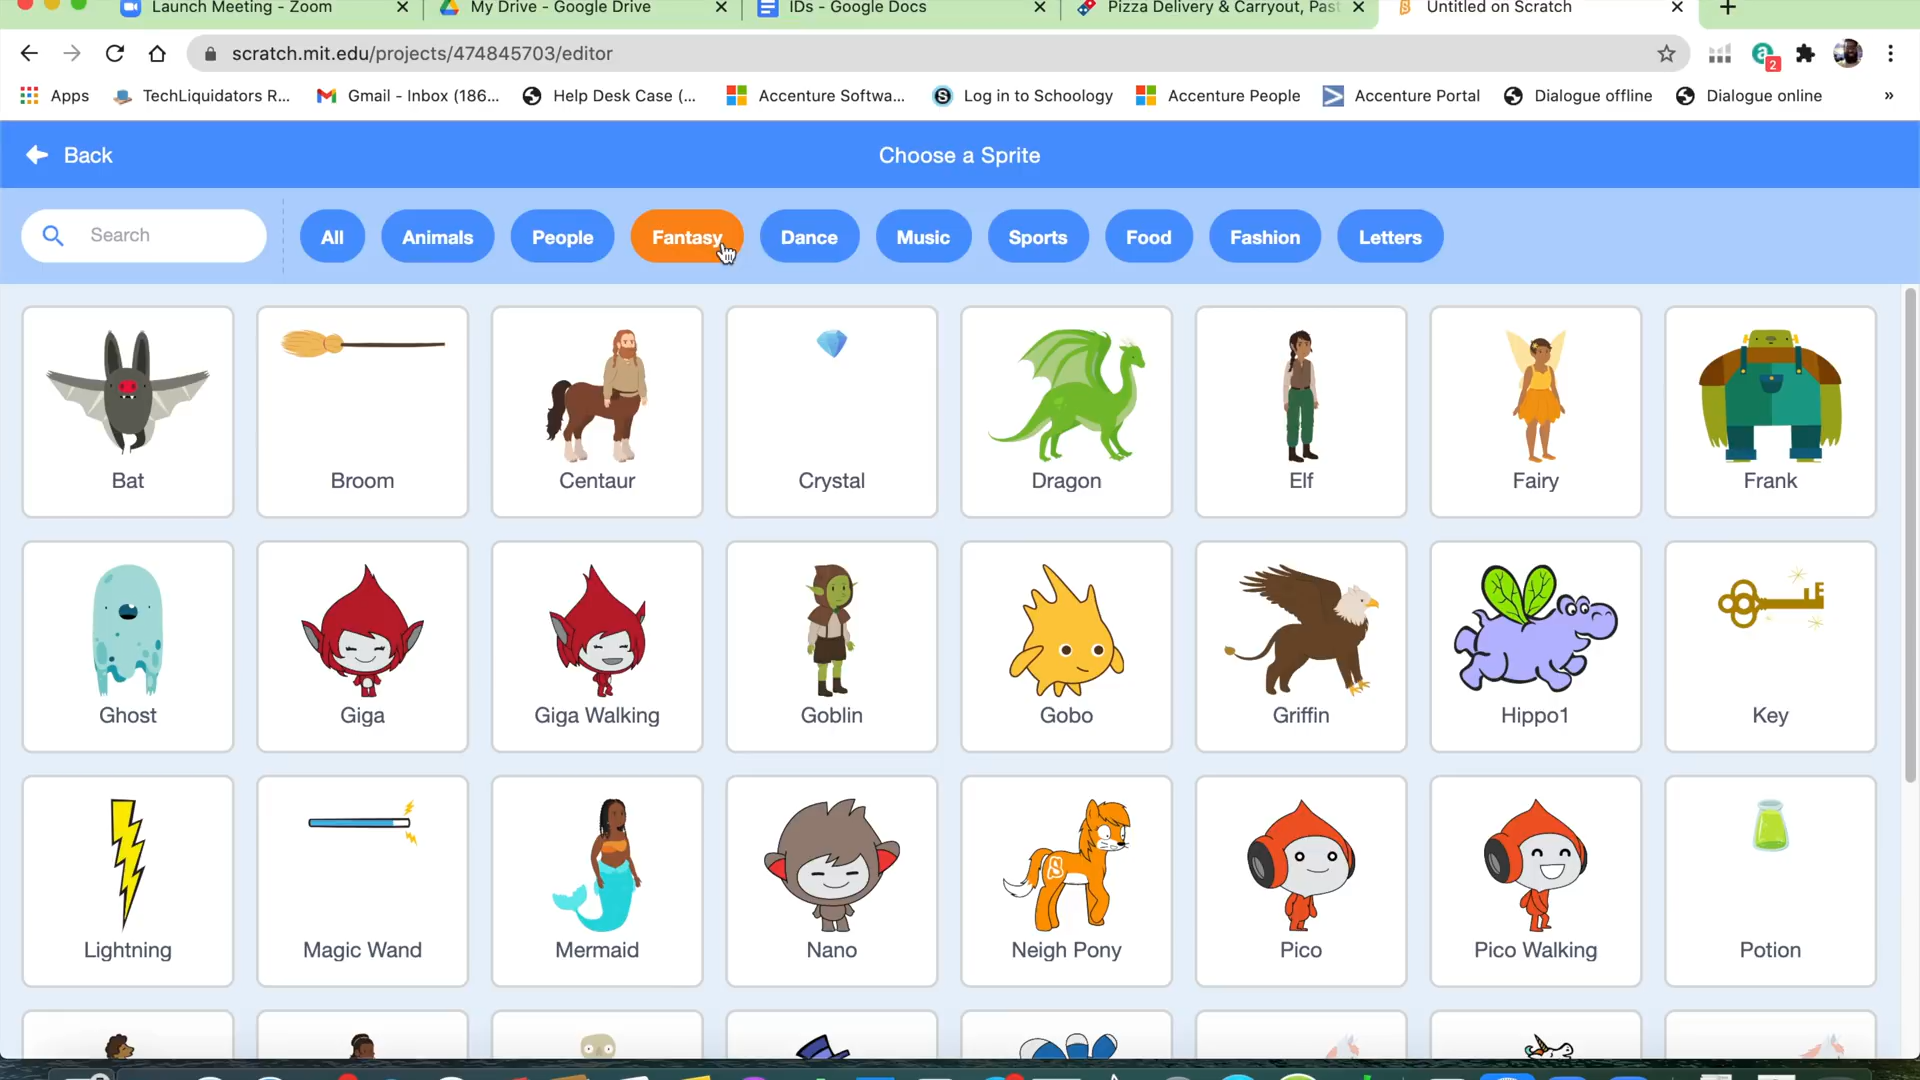 Launch Meeting - Zoom
My Drive - Google Drive
IDs - Google Docs
Pizza Delivery & Carryout, Past
Untitled on Scratch
scratch.mit.edu/projects/474845703/editor
2
Apps
TechLiquidators R...
Gmail - Inbox (186...
Help Desk Case (...
Accenture Softwa...
Log in to Schoology
Accenture People
Accenture Portal
Dialogue offline
Dialogue online
»
Back
Choose a Sprite
Search
All
Animals
People
Fantasy
Dance
Music
Sports
Food
Fashion
Letters
Bat
Broom
Centaur
Crystal
Dragon
Elf
Fairy
Frank
Ghost
Giga
Giga Walking
Goblin
Gobo
Griffin
Hippo1
Key
Lightning
Magic Wand
Mermaid
Nano
Neigh Pony
Pico
Pico Walking
Potion